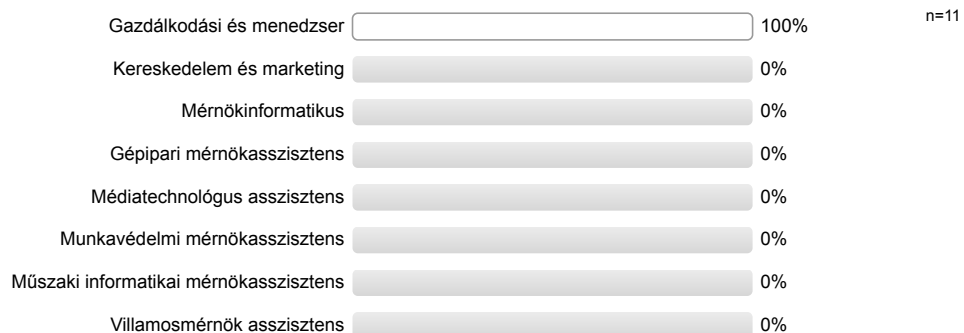 Gazdálkodási és menedzser 100% n=11
Kereskedelem és marketing 0%
Mérnökinformatikus 0%
Gépipari mérnökasszisztens 0%
Médiatechnológus asszisztens 0%
Munkavédelmi mérnökasszisztens 0%
Műszaki informatikai mérnökasszisztens 0%
Villamosmérnök asszisztens 0%